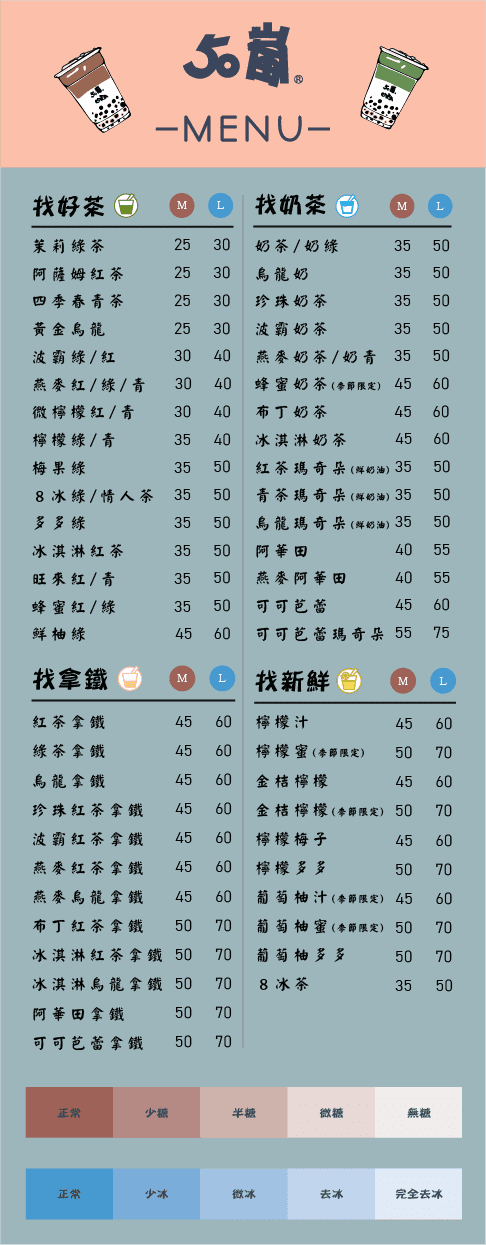 50嵐®
MENU
找好茶 M L
茉莉綠茶 25 30
阿薩姆紅茶 25 30
四季春青茶 25 30
黃金烏龍 25 30
波霸綠/紅 30 40
燕麥紅/綠/青 30 40
微檸檬紅/青 30 40
檸檬綠/青 35 40
梅果綠 35 50
8冰綠/情人茶 35 50
多多綠 35 50
冰淇淋紅茶 35 50
旺來紅/青 35 50
蜂蜜紅/綠 35 50
鮮柚綠 45 60
找拿鐵 M L
紅茶拿鐵 45 60
綠茶拿鐵 45 60
烏龍拿鐵 45 60
珍珠紅茶拿鐵 45 60
波霸紅茶拿鐵 45 60
燕麥紅茶拿鐵 45 60
燕麥烏龍拿鐵 45 60
布丁紅茶拿鐵 50 70
冰淇淋紅茶拿鐵 50 70
冰淇淋烏龍拿鐵 50 70
阿華田拿鐵 50 70
可可芭蕾拿鐵 50 70
找奶茶 M L
奶茶/奶綠 35 50
烏龍奶 35 50
珍珠奶茶 35 50
波霸奶茶 35 50
燕麥奶茶/奶青 35 50
蜂蜜奶茶(季節限定) 45 60
布丁奶茶 45 60
冰淇淋奶茶 45 60
紅茶瑪奇朵(鮮奶油) 35 50
青茶瑪奇朵(鮮奶油) 35 50
烏龍瑪奇朵(鮮奶油) 35 50
阿華田 40 55
燕麥阿華田 40 55
可可芭蕾 45 60
可可芭蕾瑪奇朵 55 75
找新鮮 M L
檸檬汁 45 60
檸檬蜜(季節限定) 50 70
金桔檸檬 45 60
金桔檸檬(季節限定) 50 70
檸檬梅子 45 60
檸檬多多 50 70
葡萄柚汁(季節限定) 45 60
葡萄柚蜜(季節限定) 50 70
葡萄柚多多 50 70
8冰茶 35 50
正常 少糖 半糖 微糖 無糖
正常 少冰 微冰 去冰 完全去冰